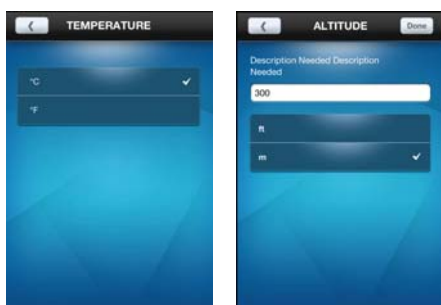 TEMPERATURE
°C
°F
ALTITUDE
Done
Description Needed Description
Needed
300
ft
m